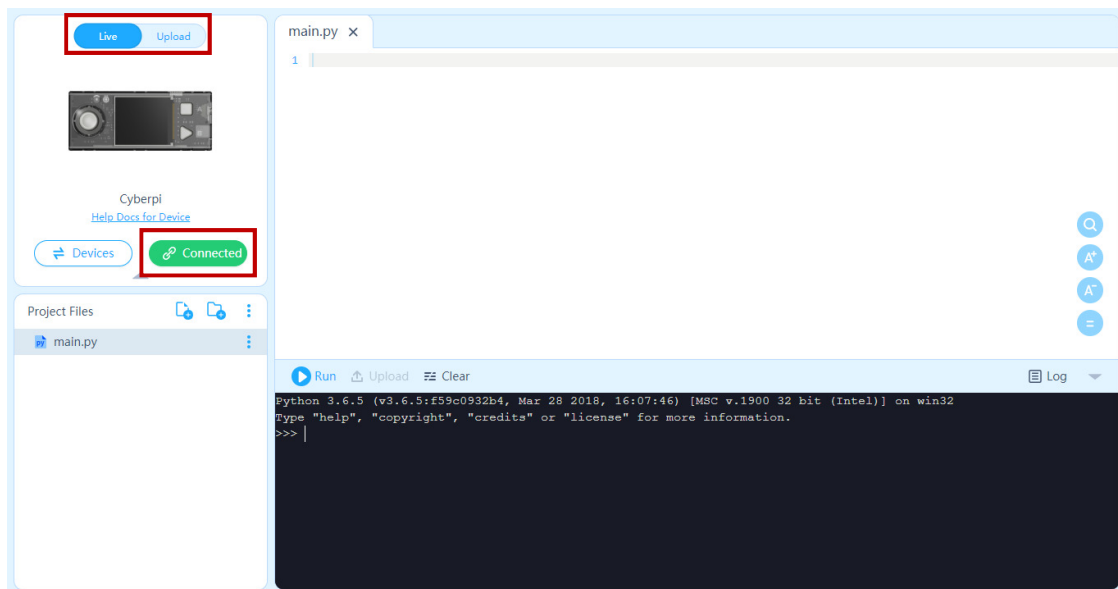 Live Upload
Cyberpi
Help Docs for Device
Devices Connected
Project Files
main.py
main.py
1
Run Upload Clear Log
Python 3.6.5 (v3.6.5:f59c0932b4, Mar 28 2018, 16:07:46) [MSC v.1900 32 bit (Intel)] on win32
Type "help", "copyright", "credits" or "license" for more information.
>>>